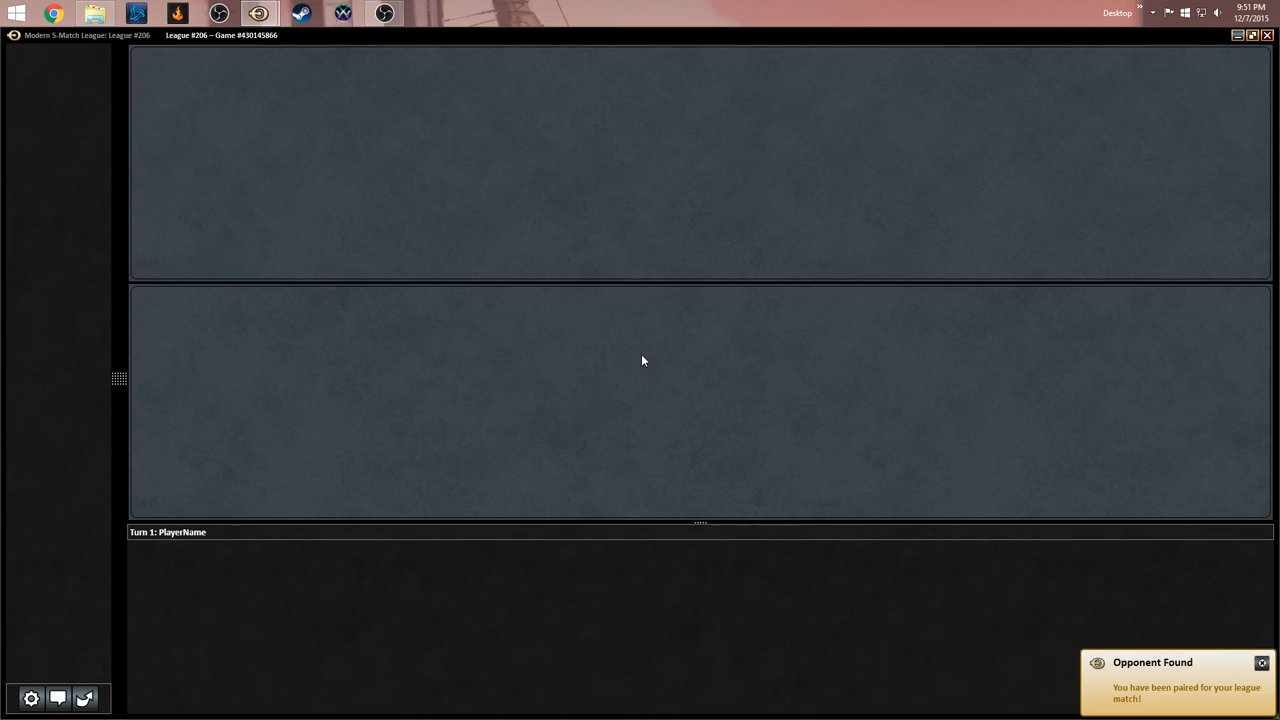 Desktop
»
9:51 PM
12/7/2015
Modern 5-Match League: League #206
League #206 – Game #430145866
Turn 1: PlayerName
Opponent Found
You have been paired for your league
match!